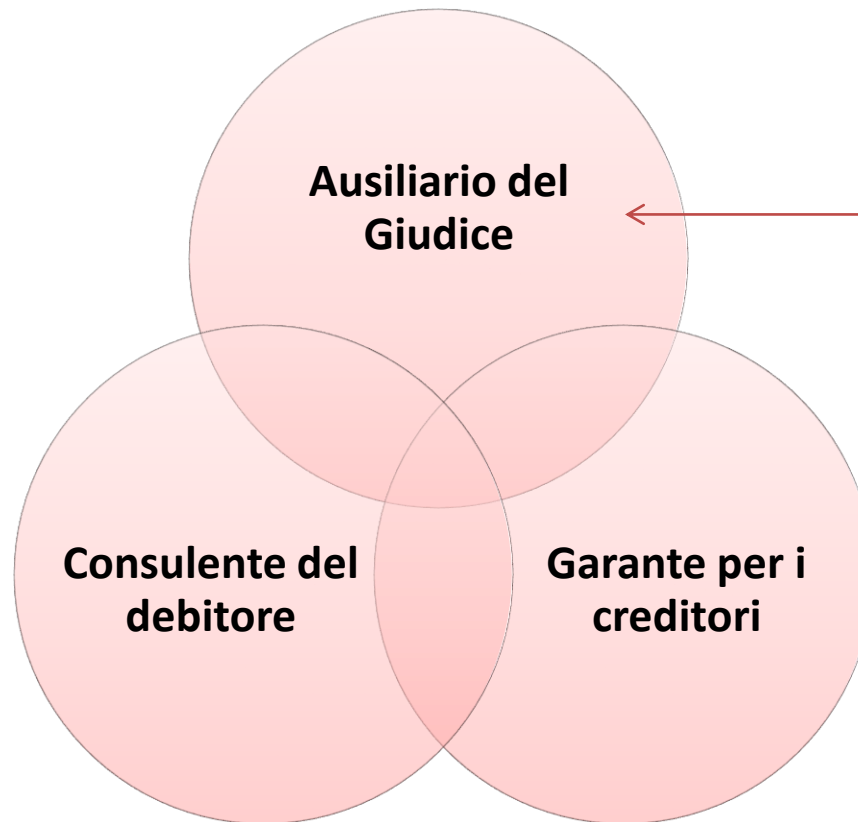 Ausiliario del
Giudice
Consulente del
debitore
Garante per i
creditori